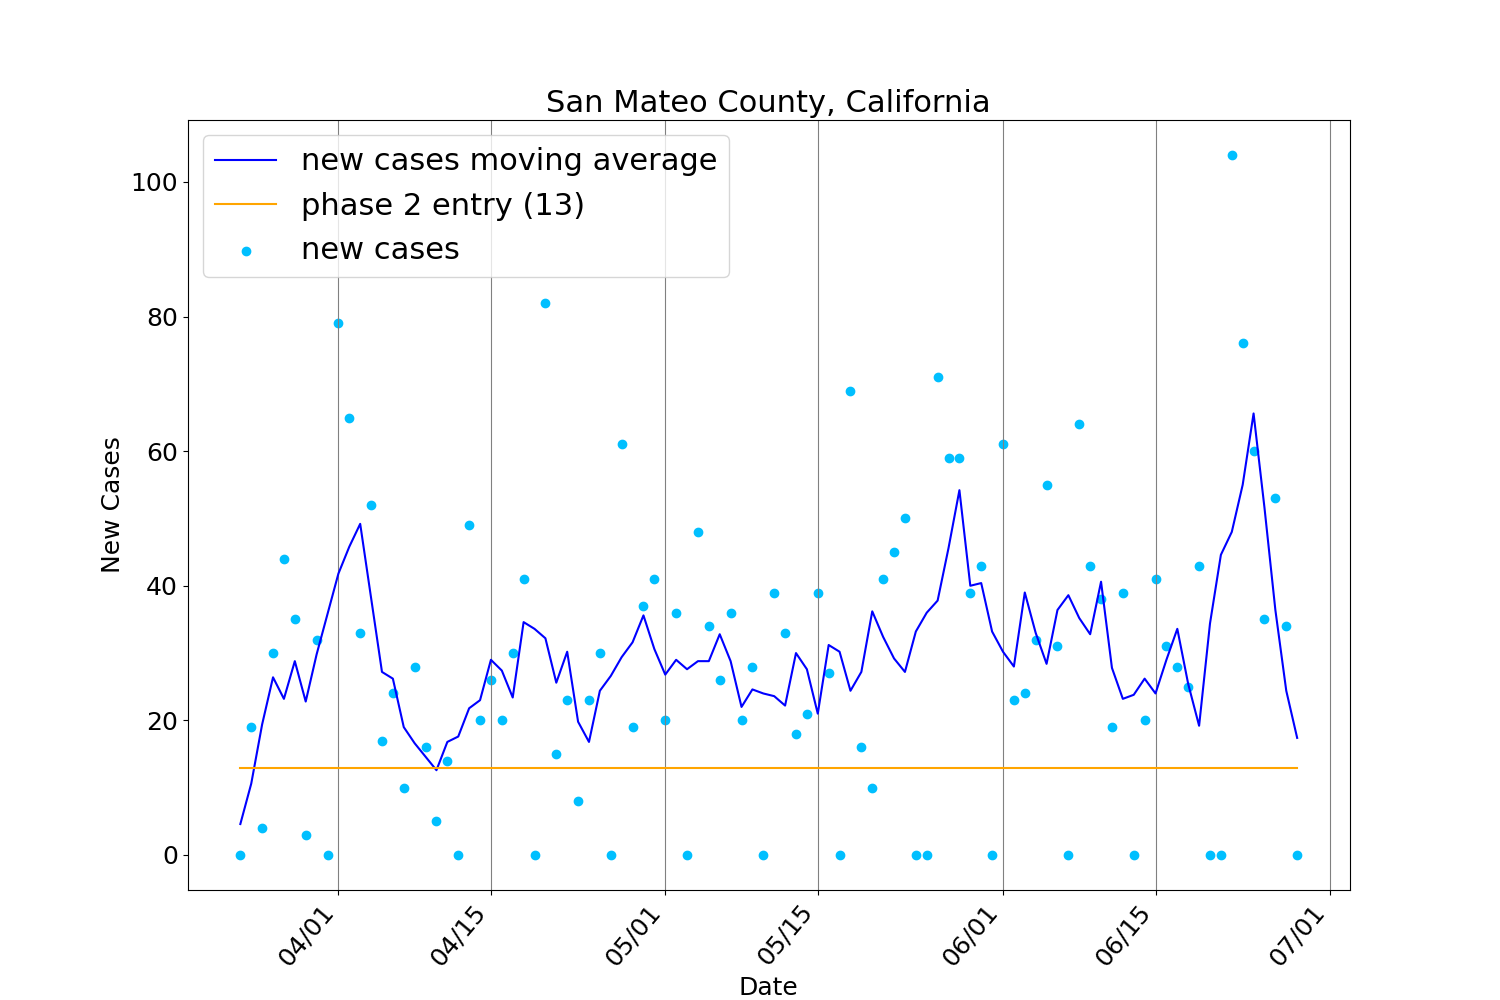 San Mateo County, California
new cases moving average
phase 2 entry (13)
new cases
100
80
60
40
20
0
New Cases
04/01
04/15
05/01
05/15
06/01
06/15
07/01
Date